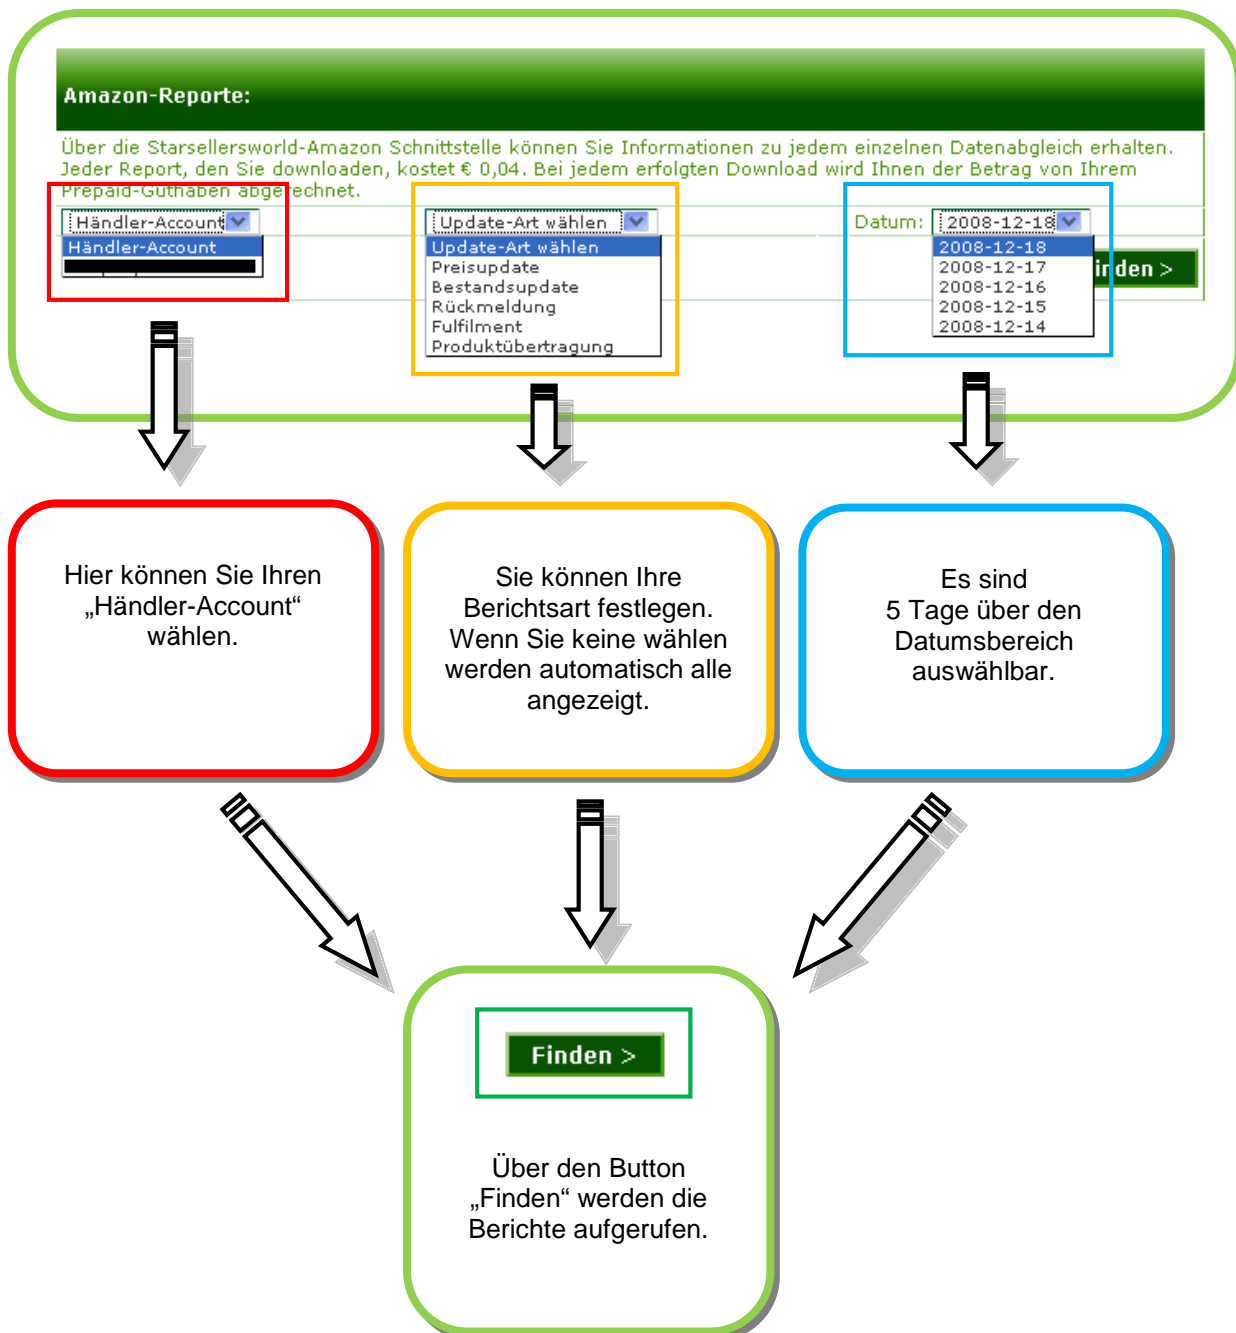 Amazon-Reporte:
Über die Starsellersworld-Amazon Schnittstelle können Sie Informationen zu jedem einzelnen Datenabgleich erhalten.
Jeder Report, den Sie downloaden, kostet € 0,04. Bei jedem erfolgten Download wird Ihnen der Betrag von Ihrem
Prepaid-Guthaben abgerechnet.
Händler-Account
Händler-Account
Update-Art wählen
Update-Art wählen
Preisupdate
Bestandsupdate
Rückmeldung
Fulfilment
Produktübertragung
Datum: 2008-12-18
2008-12-18
2008-12-17
2008-12-16
2008-12-15
2008-12-14
inden >
Hier können Sie Ihren
„Händler-Account“
wählen.
Sie können Ihre
Berichtsart festlegen.
Wenn Sie keine wählen
werden automatisch alle
angezeigt.
Es sind
5 Tage über den
Datumsbereich
auswählbar.
Finden >
Über den Button
„Finden“ werden die
Berichte aufgerufen.